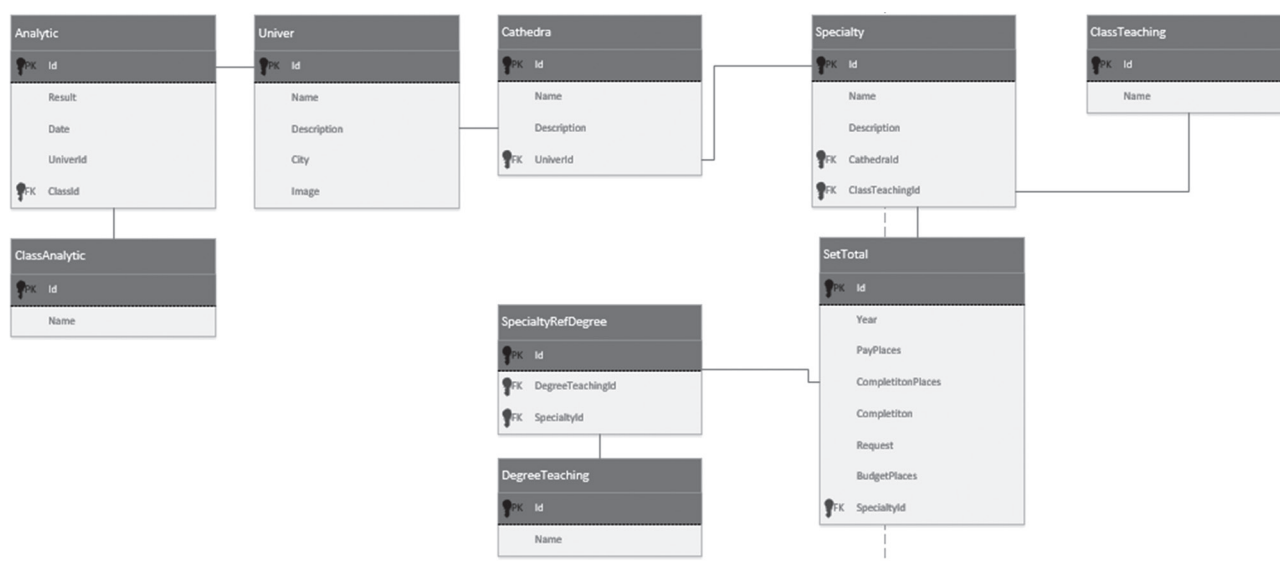 Analytic
PK Id
Result
Date
UniverId
FK ClassId
Univer
PK Id
Name
Description
City
Image
Cathedra
PK Id
Name
Description
FK UniverId
Specialty
PK Id
Name
Description
FK CathedraId
FK ClassTeachingId
ClassTeaching
PK Id
Name
ClassAnalytic
PK Id
Name
SpecialtyRefDegree
PK Id
FK DegreeTeachingId
FK SpecialtyId
DegreeTeaching
PK Id
Name
SetTotal
PK Id
Year
PayPlaces
CompletitonPlaces
Completiton
Request
BudgetPlaces
FK SpecialtyId